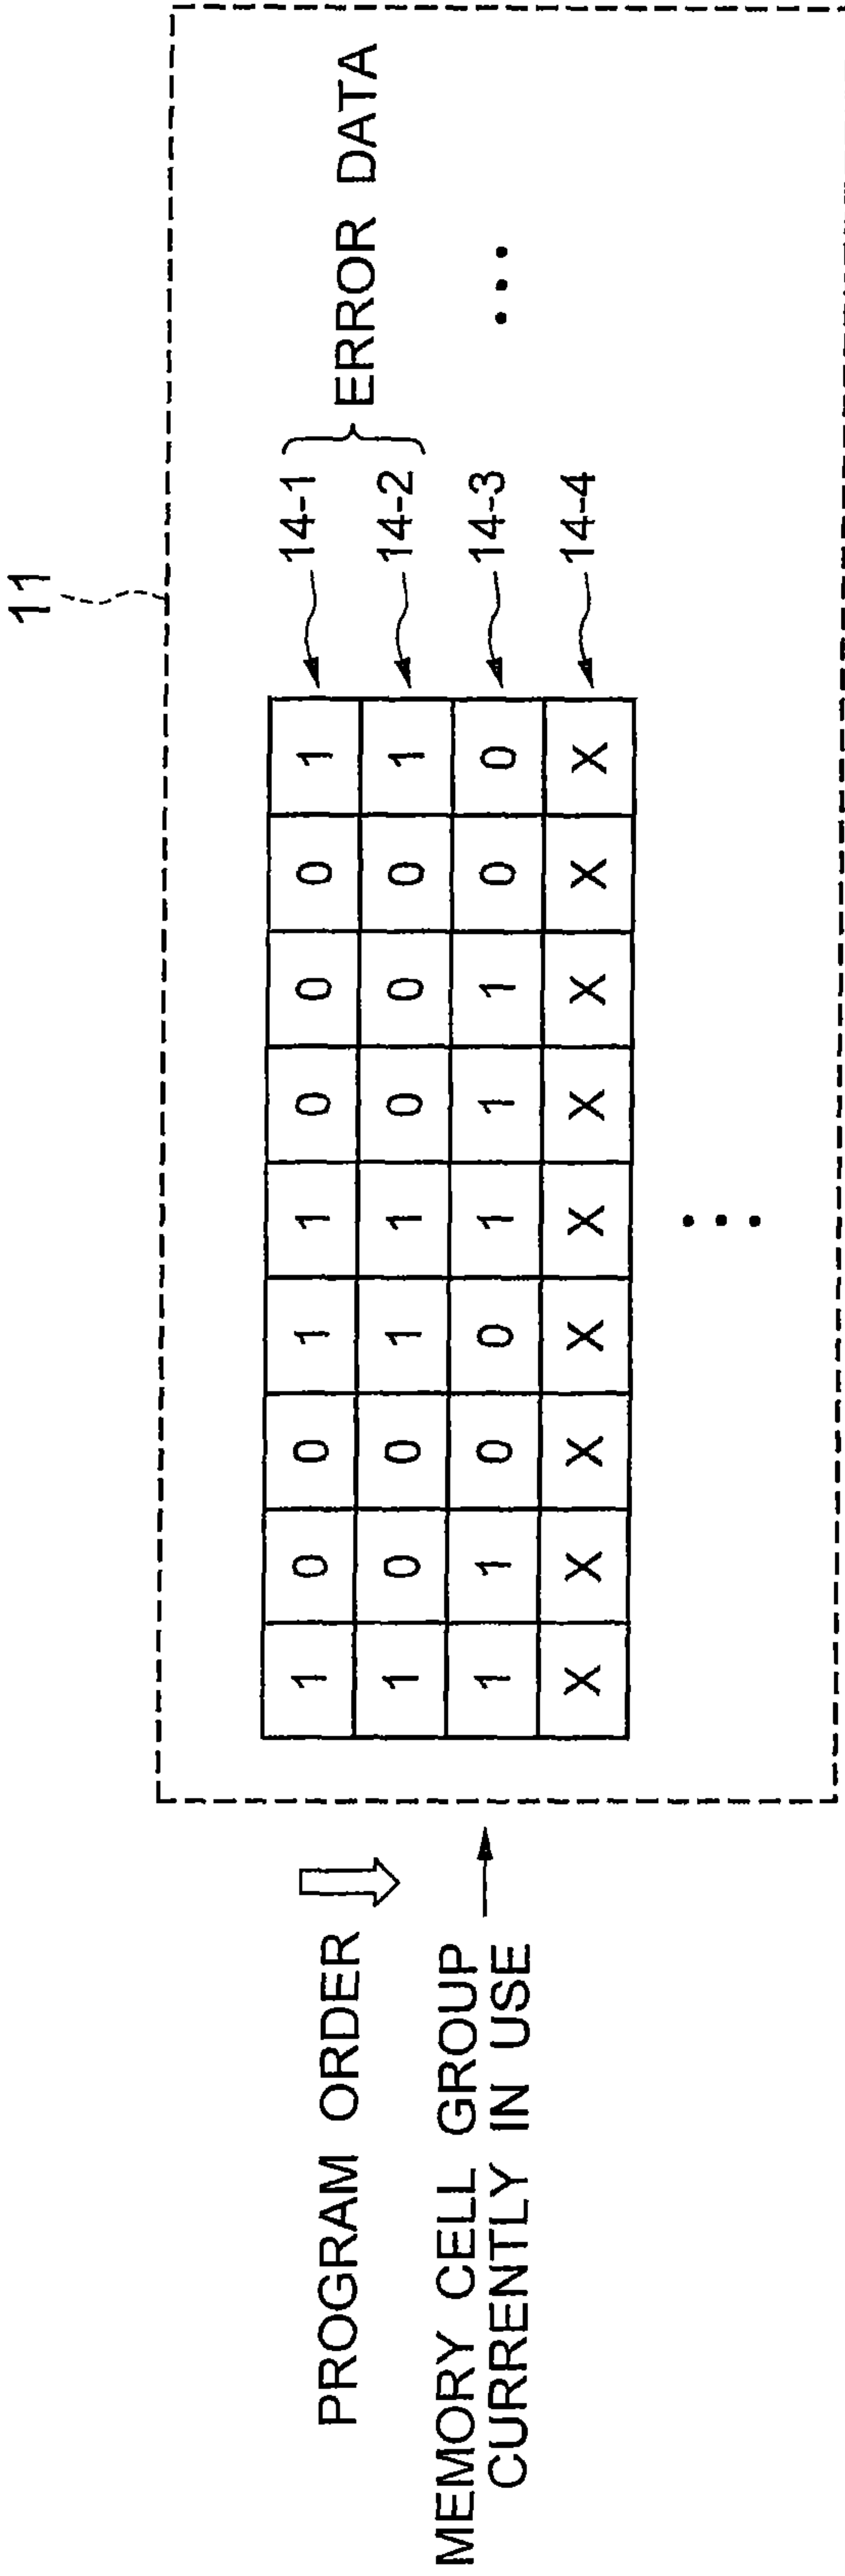 11
PROGRAM ORDER
MEMORY CELL GROUP
CURRENTLY IN USE
1 0 0 1 1 0 0 0 1 14-1
1 0 0 1 1 0 0 0 1 14-2
ERROR DATA
1 1 0 0 1 1 1 0 0 14-3 ...
X X X X X X X X X 14-4
...